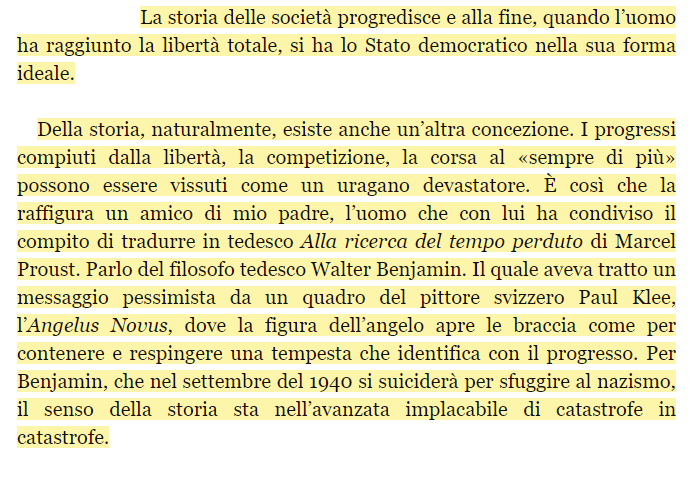 La storia delle società progredisce e alla fine, quando l’uomo
ha raggiunto la libertà totale, si ha lo Stato democratico nella sua forma
ideale.
Della storia, naturalmente, esiste anche un’altra concezione. I progressi
compiuti dalla libertà, la competizione, la corsa al «sempre di più»
possono essere vissuti come un uragano devastatore. È così che la
raffigura un amico di mio padre, l’uomo che con lui ha condiviso il
compito di tradurre in tedesco Alla ricerca del tempo perduto di Marcel
Proust. Parlo del filosofo tedesco Walter Benjamin. Il quale aveva tratto un
messaggio pessimista da un quadro del pittore svizzero Paul Klee,
l’Angelus Novus, dove la figura dell’angelo apre le braccia come per
contenere e respingere una tempesta che identifica con il progresso. Per
Benjamin, che nel settembre del 1940 si suiciderà per sfuggire al nazismo,
il senso della storia sta nell’avanzata implacabile di catastrofe in
catastrofe.